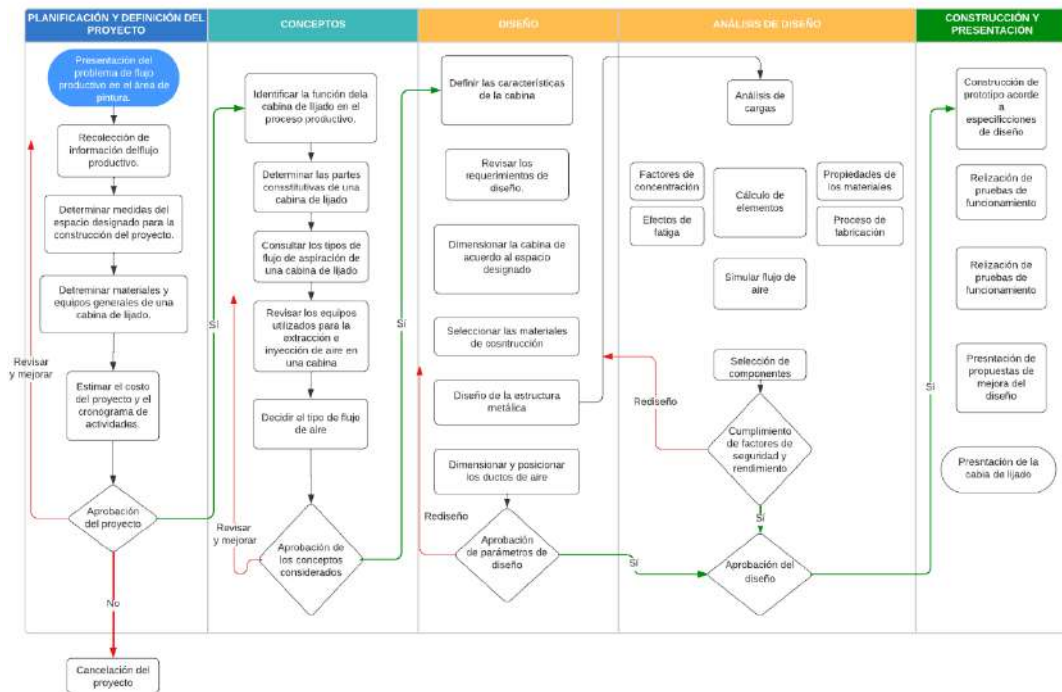 PLANIFICACIÓN Y DEFINICIÓN DEL
PROYECTO
CONCEPTOS
DISEÑO
ANÁLISIS DE DISEÑO
CONSTRUCCIÓN Y
PRESENTACIÓN
Presentación del
problema de flujo
productivo en el área de
pintura.
Recolección de
información delflujo
productivo.
Determinar medidas del
espacio designado para la
construcción del proyecto.
Detreminar materiales y
equipos generales de una
cabina de lijado.
Revisar
y mejorar
Estimar el costo
del proyecto y el
cronograma de
actividades.
Aprobación
del proyecto
No
Cancelación del
proyecto
Sí
Identificar la función dela
cabina de lijado en el
proceso productivo.
Determinar las partes
consstitutivas de una
cabina de lijado
Consultar los tipos de
flujo de aspiración de
una cabina de lijado
Revisar los equipos
utilizados para la
extracción e
inyección de aire en
una cabina
Decidir el tipo de flujo
de aire
Revisar
y mejorar
Aprobación de
los conceptos
considerados
Sí
Definir las características
de la cabina
Revisar los
requerimientos de
diseño.
Dimensionar la cabina de
acuerdo al espacio
designado
Seleccionar las materiales
de cosntrucción
Diseño de la estructura
metálica
Dimensionar y posicionar
los ductos de aire
Rediseño
Aprobación
de parámetros de
diseño
Sí
Análisis de
cargas
Factores de
concentración
Efectos de
fatiga
Cálculo de
elementos
Propiedades de
los materiales
Proceso de
fabricación
Simular flujo de
aire
Selección de
componentes
Rediseño
Cumplimiento
de factores de
seguridad y
rendimiento
Sí
Aprobación del
diseño
Sí
Construcción de
prototipo acorde a
especificciones de
diseño
Relización de
pruebas de
funcionamiento
Relización de
pruebas de
funcionamiento
Presntación de
propuestas de
mejora del
diseño
Presntación de la
cabia de lijado